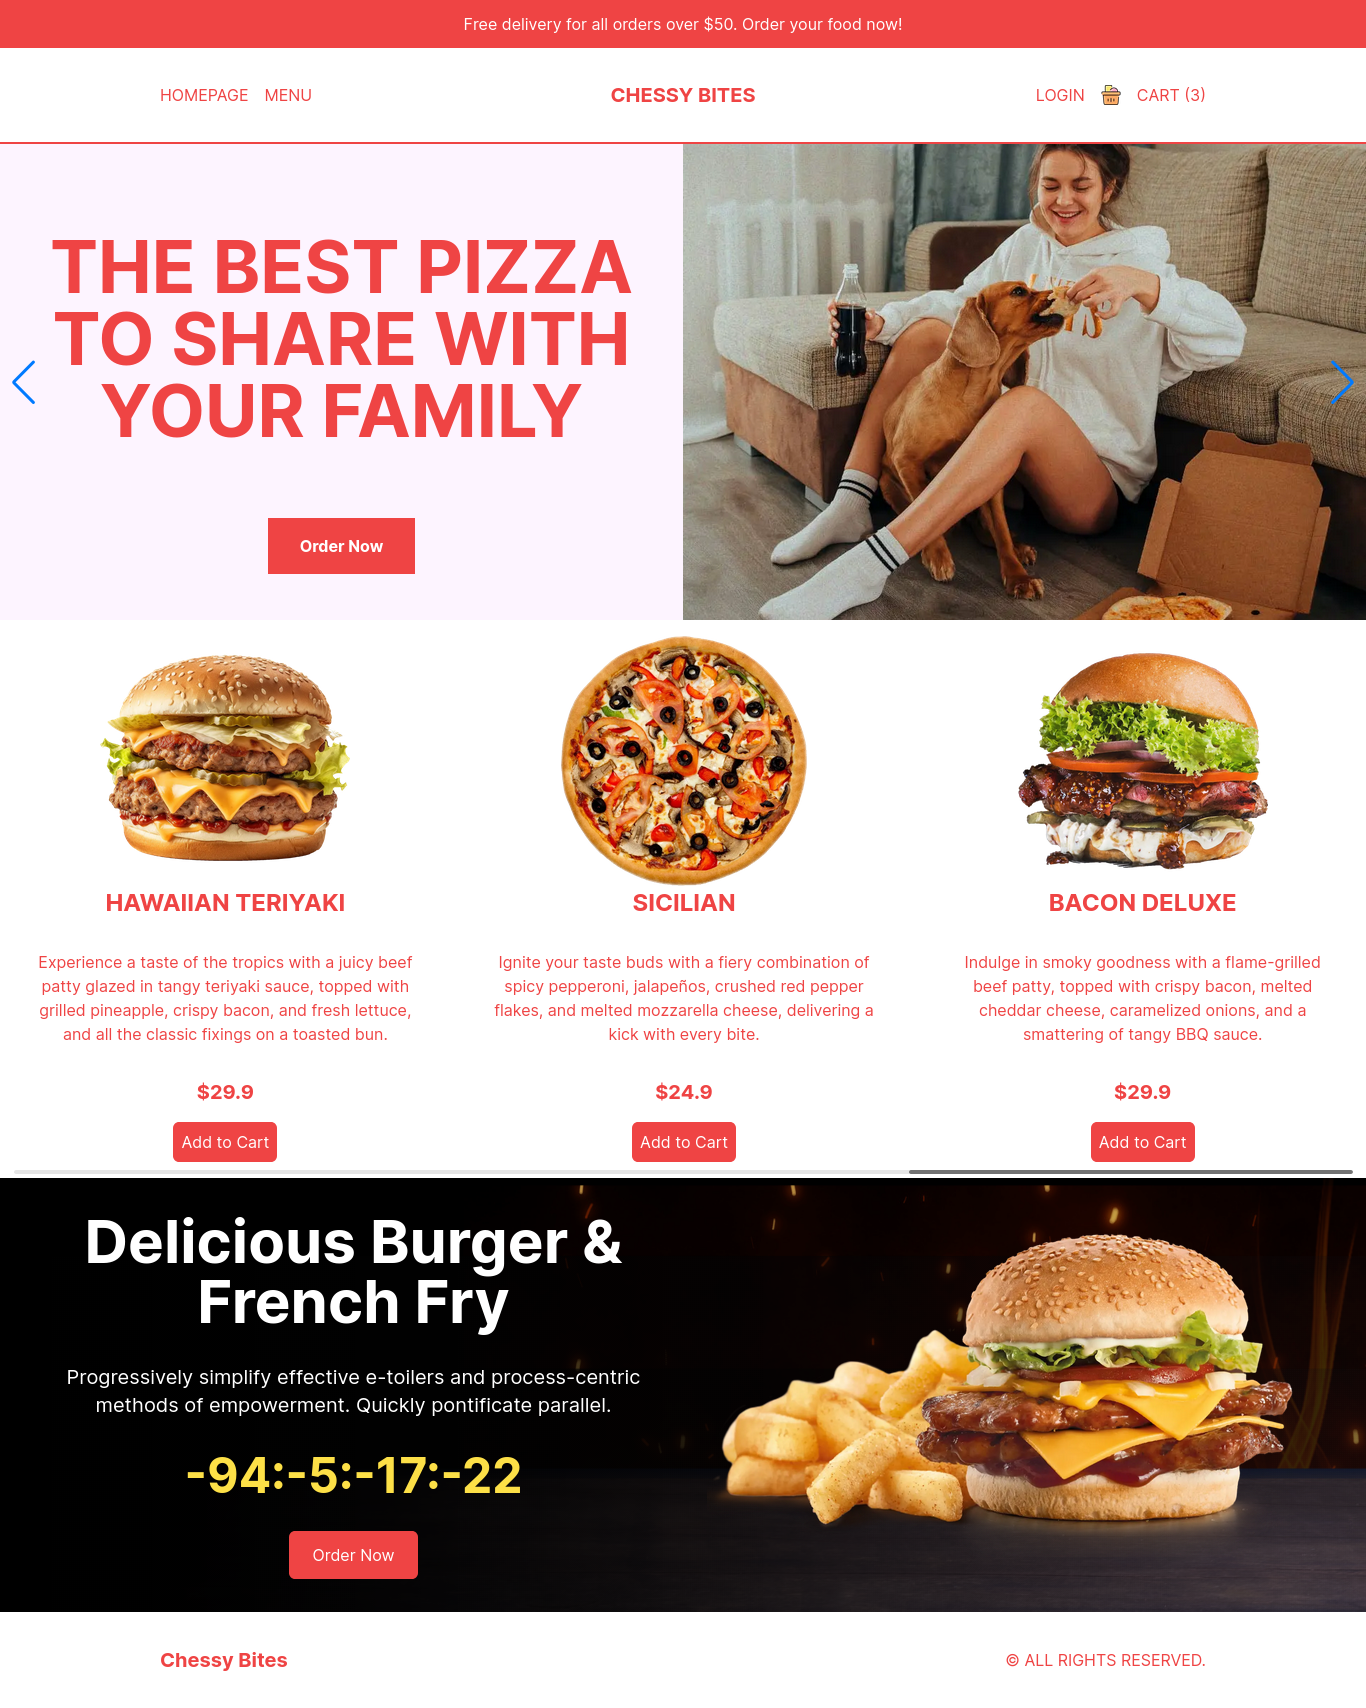 Free delivery for all orders over $50. Order your food now!
HOMEPAGE MENU
CHESSY BITES
LOGIN CART (3)
THE BEST PIZZA
TO SHARE WITH
YOUR FAMILY
Order Now
HAWAIIAN TERIYAKI
Experience a taste of the tropics with a juicy beef
patty glazed in tangy teriyaki sauce, topped with
grilled pineapple, crispy bacon, and fresh lettuce,
and all the classic fixings on a toasted bun.
$29.9
Add to Cart
SICILIAN
Ignite your taste buds with a fiery combination of
spicy pepperoni, jalapeños, crushed red pepper
flakes, and melted mozzarella cheese, delivering a
kick with every bite.
$24.9
Add to Cart
BACON DELUXE
Indulge in smoky goodness with a flame-grilled
beef patty, topped with crispy bacon, melted
cheddar cheese, caramelized onions, and a
smattering of tangy BBQ sauce.
$29.9
Add to Cart
Delicious Burger &
French Fry
Progressively simplify effective e-toilers and process-centric
methods of empowerment. Quickly pontificate parallel.
-94:-5:-17:-22
Order Now
Chessy Bites
© ALL RIGHTS RESERVED.